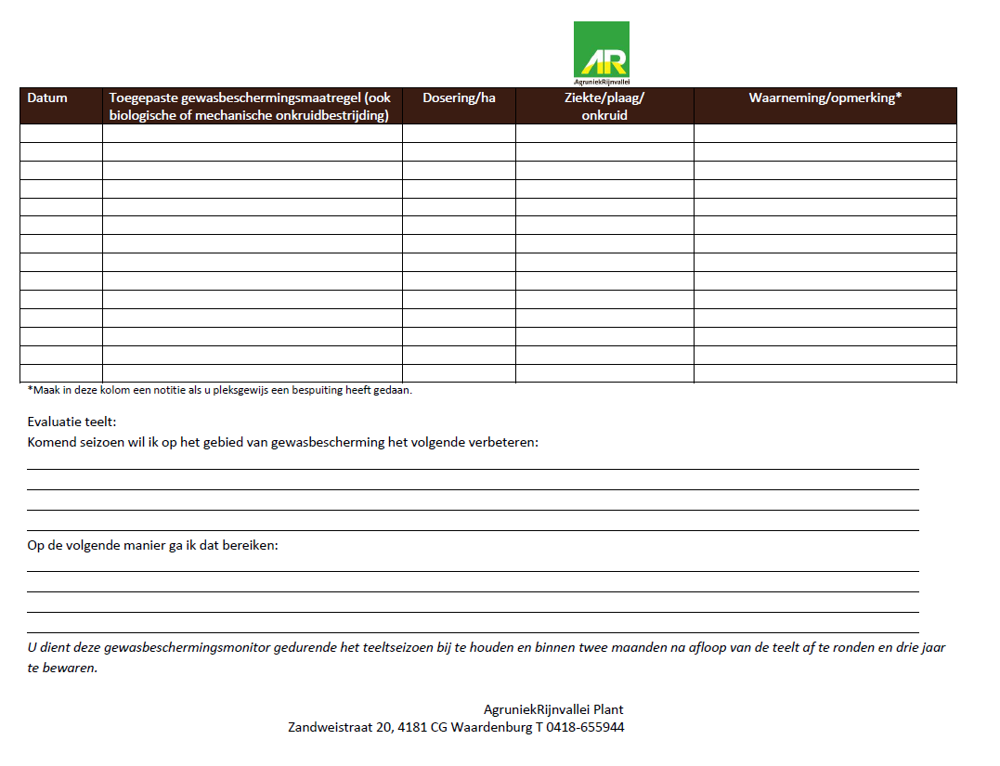 AR
AgruniekRijnvallei
Datum
Toegepaste gewasbeschermingsmaatregel (ook
biologische of mechanische onkruidbestrijding)
Dosering/ha
Ziekte/plaag/
onkruid
Waarneming/opmerking*
*Maak in deze kolom een notitie als u pleksgewijs een bespuiting heeft gedaan.
Evaluatie teelt:
Komend seizoen wil ik op het gebied van gewasbescherming het volgende verbeteren:
Op de volgende manier ga ik dat bereiken:
U dient deze gewasbeschermingsmonitor gedurende het teeltseizoen bij te houden en binnen twee maanden na afloop van de teelt af te ronden en drie jaar
te bewaren.
AgruniekRijnvallei Plant
Zandweistraat 20, 4181 CG Waardenburg T 0418-655944